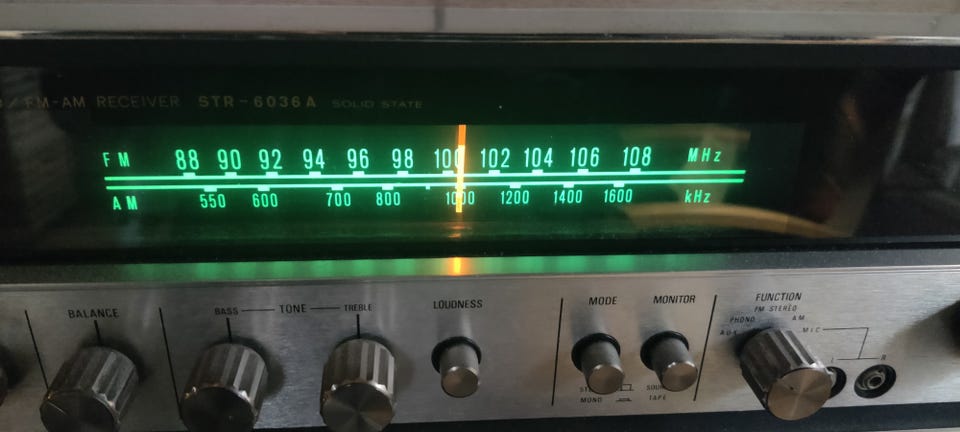 / FM-AM RECEIVER STR-6036A SOLID STATE
FM 88 90 92 94 96 98 100 102 104 106 108 MHz
AM 550 600 700 800 1000 1200 1400 1600 kHz
BALANCE
BASS TONE TREBLE
LOUDNESS
MODE
MONO
MONITOR
TAPE
FUNCTION
FM STEREO
PHONO AM
AUX MIC
L R